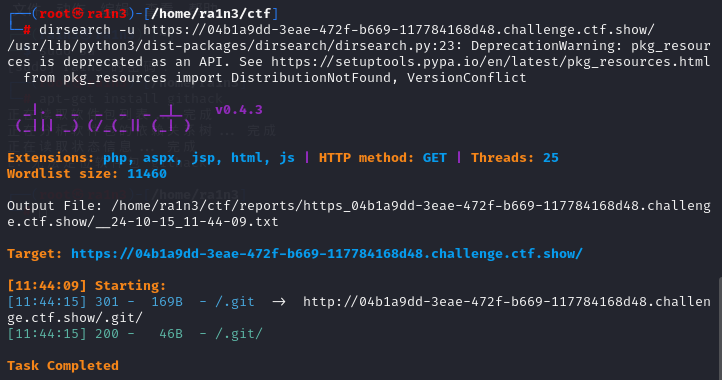 ┌──(root㉿ra1n3)-[/home/ra1n3/ctf]
└─# dirsearch -u https://04b1a9dd-3eae-472f-b669-117784168d48.challenge.ctf.show/
/usr/lib/python3/dist-packages/dirsearch/dirsearch.py:23: DeprecationWarning: pkg_resour
ces is deprecated as an API. See https://setuptools.pypa.io/en/latest/pkg_resources.html
from pkg_resources import DistributionNotFound, VersionConflict
v0.4.3
Extensions: php, aspx, jsp, html, js | HTTP method: GET | Threads: 25
Wordlist size: 11460
Output File: /home/ra1n3/ctf/reports/https_04b1a9dd-3eae-472f-b669-117784168d48.challeng
e.ctf.show/__24-10-15_11-44-09.txt
Target: https://04b1a9dd-3eae-472f-b669-117784168d48.challenge.ctf.show/
[11:44:09] Starting:
[11:44:15] 301 - 169B - /.git -> http://04b1a9dd-3eae-472f-b669-117784168d48.challen
ge.ctf.show/.git/
[11:44:15] 200 - 46B - /.git/
Task Completed